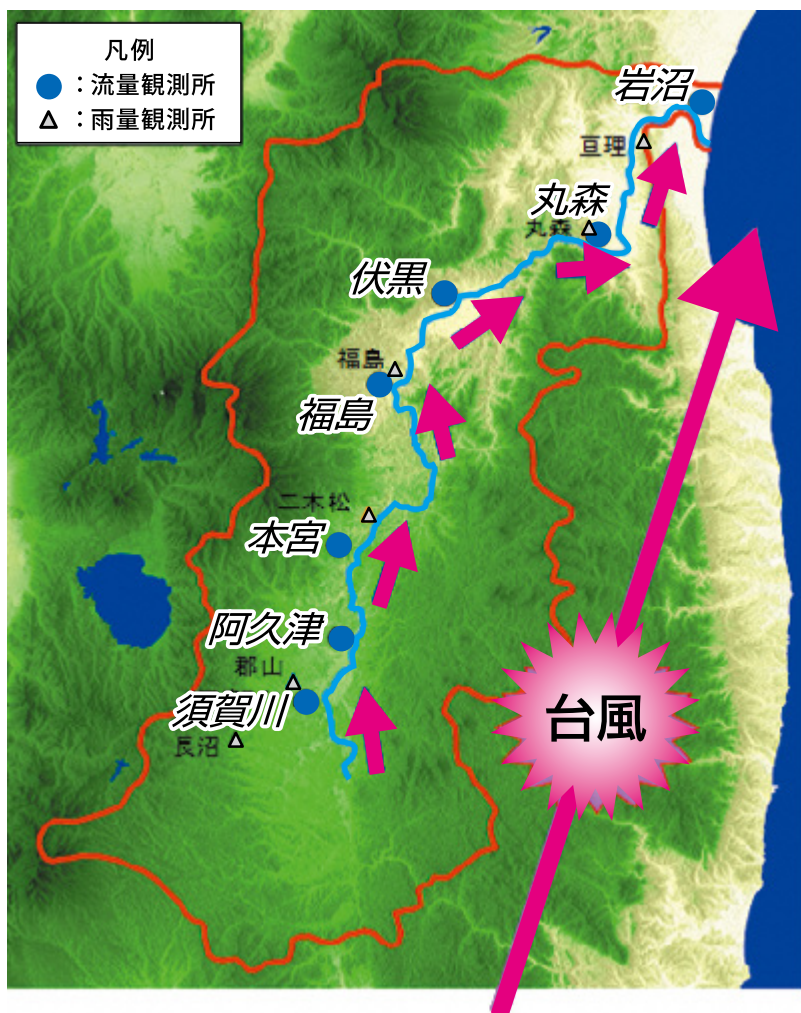 凡例
：流量観測所
：雨量観測所
岩沼
亘理
丸森
丸森
伏黒
福島
福島
二本松
本宮
阿久津
郡山
須賀川
長沼
台風